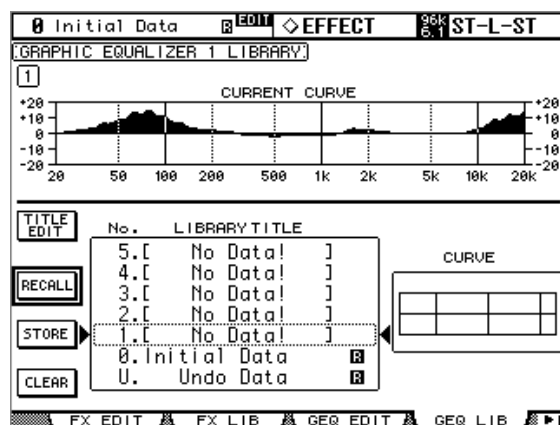 0 Initial Data R EDIT ◇EFFECT 96k 6.1 ST-L-ST
GRAPHIC EQUALIZER 1 LIBRARY
1
CURRENT CURVE
+20 +20
+10 +10
0 0
-10 -10
-20 -20
20 50 100 200 500 1k 2k 5k 10k 20k
TITLE EDIT
No. LIBRARY TITLE
CURVE
5.[ No Data! ]
4.[ No Data! ]
RECALL
3.[ No Data! ]
2.[ No Data! ]
STORE
1.[ No Data! ]
0.Initial Data R
U. Undo Data R
CLEAR
FX EDIT FX LIB GEQ EDIT GEQ LIB